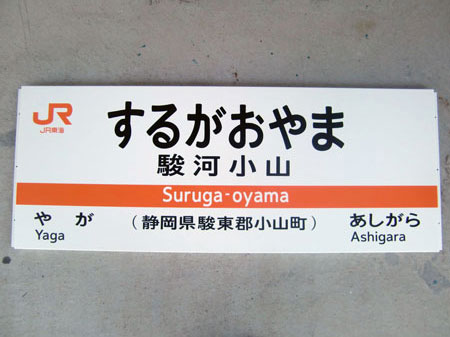 JR
JR東海
するがおやま
駿河小山
Suruga-oyama
やが
Yaga
(静岡県駿東郡小山町)
あしがら
Ashigara